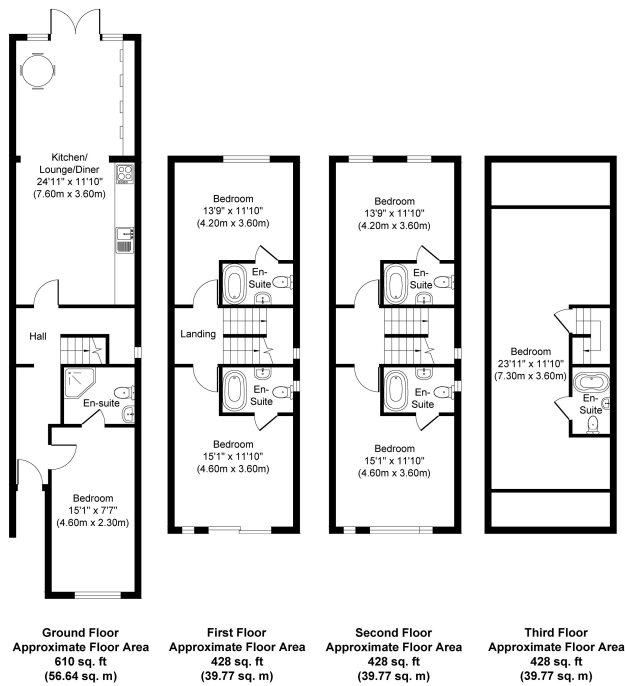 Kitchen/
Lounge/Diner
24'11" x 11'10"
(7.60m x 3.60m)
Hall
En-suite
Bedroom
15'1" x 7'7"
(4.60m x 2.30m)
Bedroom
13'9" x 11'10"
(4.20m x 3.60m)
En-
Suite
Landing
En-
Suite
Bedroom
15'1" x 11'10"
(4.60m x 3.60m)
Bedroom
13'9" x 11'10"
(4.20m x 3.60m)
En-
Suite
En-
Suite
Bedroom
15'1" x 11'10"
(4.60m x 3.60m)
Bedroom
23'11" x 11'10"
(7.30m x 3.60m)
En-
Suite
Ground Floor
Approximate Floor Area
610 sq. ft
(56.64 sq. m)
First Floor
Approximate Floor Area
428 sq. ft
(39.77 sq. m)
Second Floor
Approximate Floor Area
428 sq. ft
(39.77 sq. m)
Third Floor
Approximate Floor Area
428 sq. ft
(39.77 sq. m)